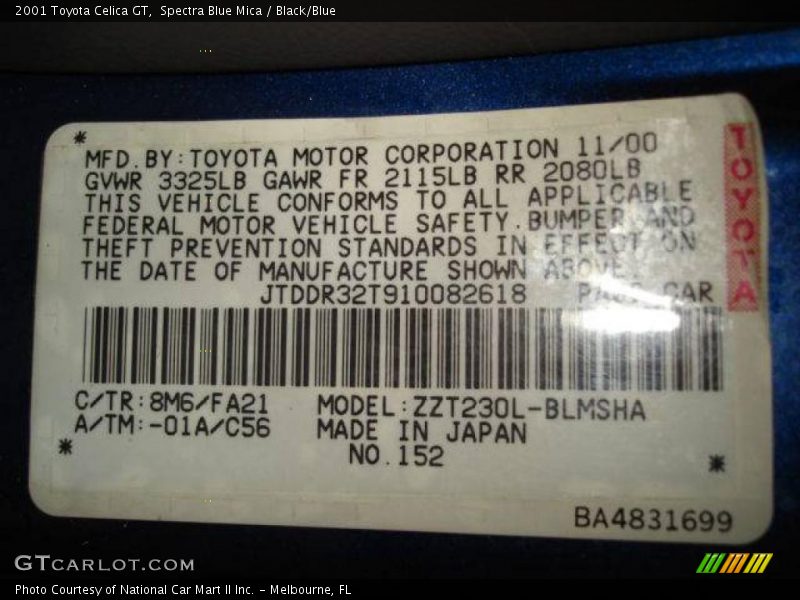 2001 Toyota Celica GT,  Spectra Blue Mica / Black/Blue
* MFD.BY:TOYOTA MOTOR CORPORATION 11/00
GVWR 3325LB GAWR FR 2115LB RR 2080LB
THIS VEHICLE CONFORMS TO ALL APPLICABLE
FEDERAL MOTOR VEHICLE SAFETY.BUMPER AND
THEFT PREVENTION STANDARDS IN EFFECT ON
THE DATE OF MANUFACTURE SHOWN ABOVE.
JTDDR32T910082618 PASS.CAR
TOYOTA
C/TR:8M6/FA21 MODEL:ZZT230L-BLMSHA
A/TM:-01A/C56 MADE IN JAPAN
* NO.152 *
BA4831699
GTCARLOT.COM
Photo Courtesy of National Car Mart II Inc. - Melbourne, FL